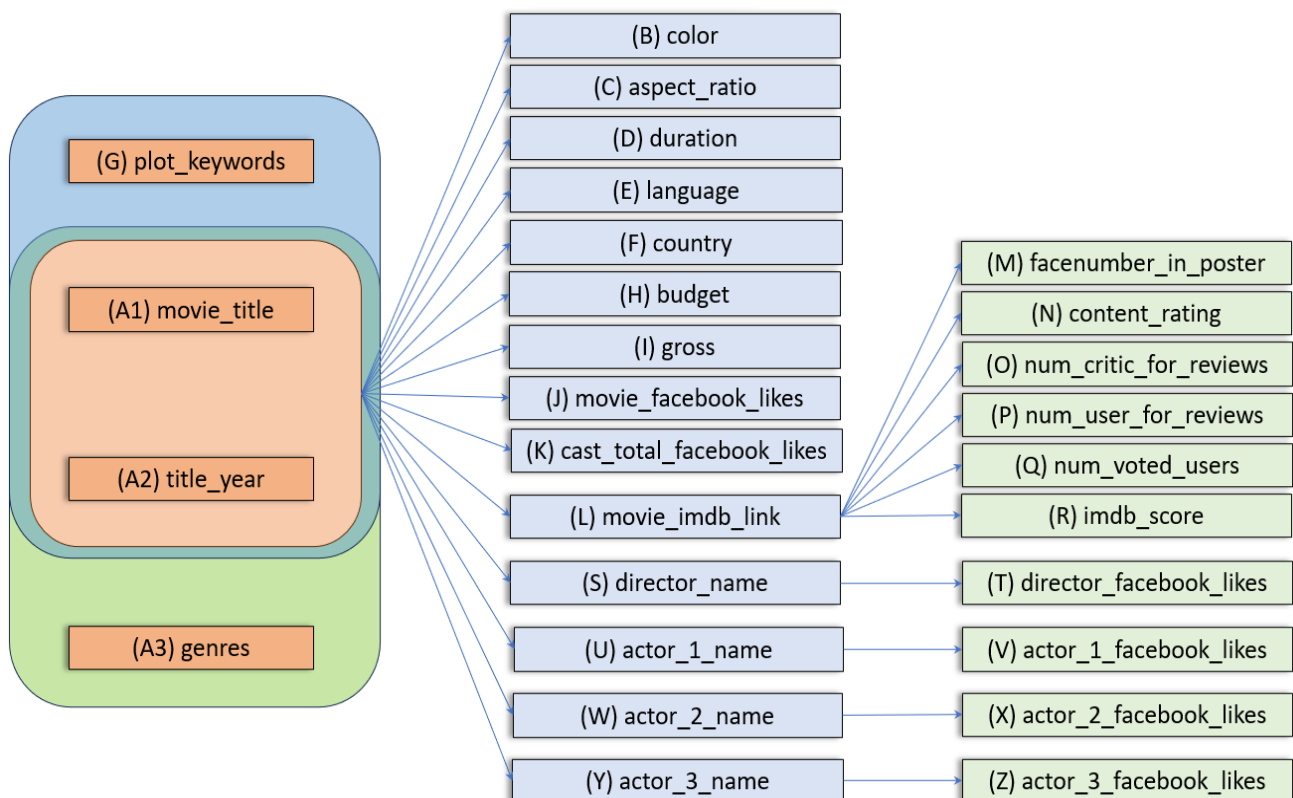 (G) plot_keywords
(A1) movie_title
(A2) title_year
(A3) genres
(B) color
(C) aspect_ratio
(D) duration
(E) language
(F) country
(H) budget
(I) gross
(J) movie_facebook_likes
(K) cast_total_facebook_likes
(L) movie_imdb_link
(S) director_name
(U) actor_1_name
(W) actor_2_name
(Y) actor_3_name
(M) facenumber_in_poster
(N) content_rating
(O) num_critic_for_reviews
(P) num_user_for_reviews
(Q) num_voted_users
(R) imdb_score
(T) director_facebook_likes
(V) actor_1_facebook_likes
(X) actor_2_facebook_likes
(Z) actor_3_facebook_likes